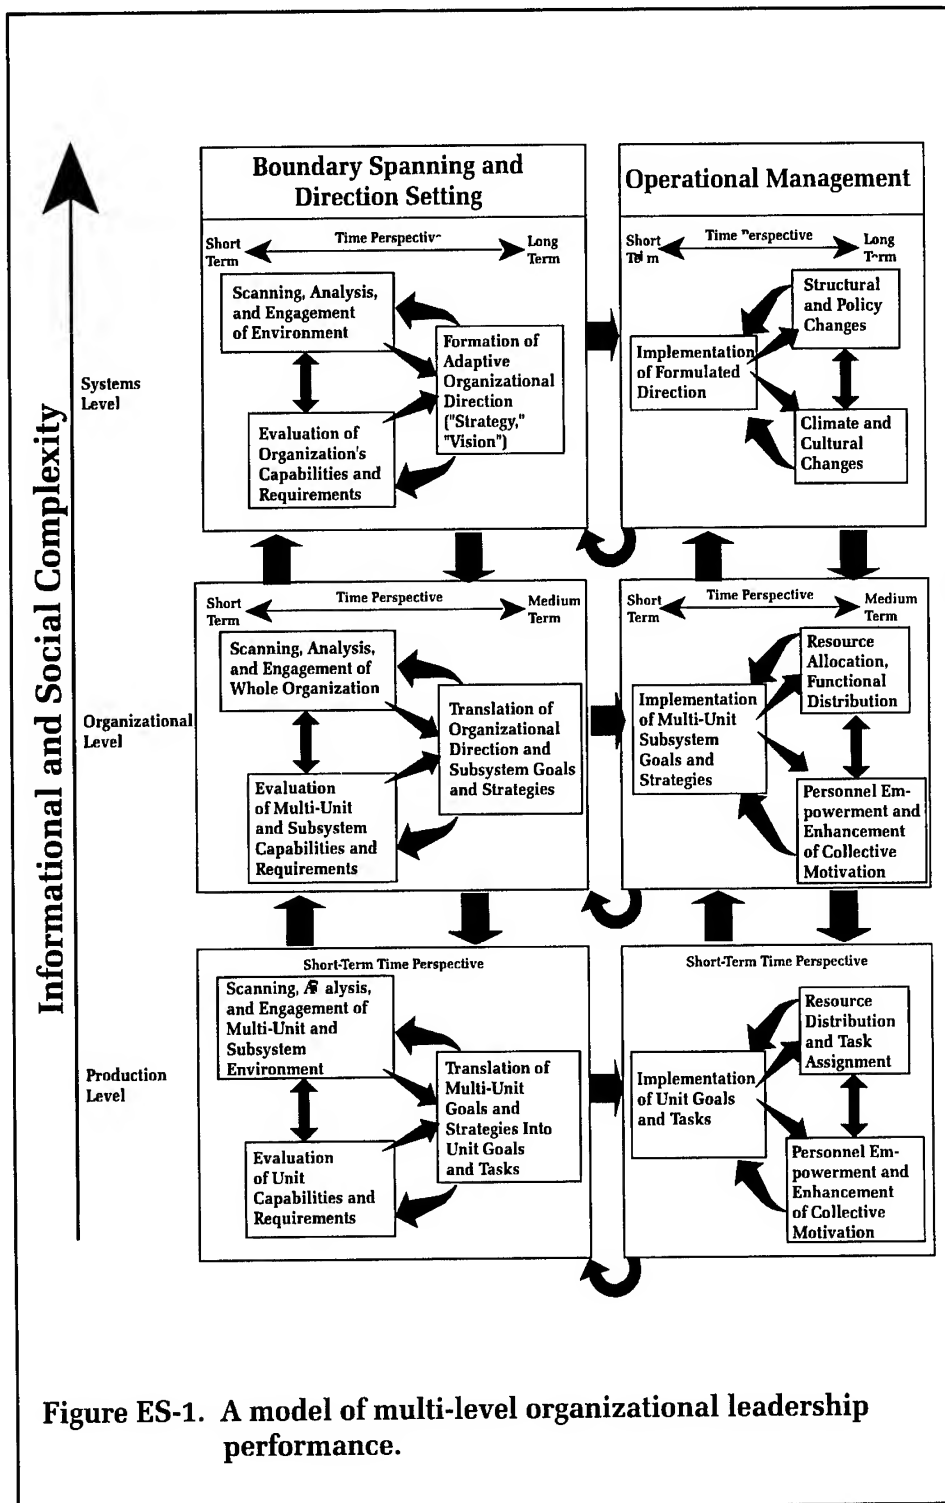 Informational and Social Complexity
Systems
Level
Organizational
Level
Production
Level
Boundary Spanning and
Direction Setting
Short
Term
Time Perspective
Long
Term
Scanning, Analysis,
and Engagement
of Environment
Formation of
Adaptive
Organizational
Direction
("Strategy,"
"Vision")
Evaluation of
Organization's
Capabilities and
Requirements
Operational Management
Short
Time Perspective
Long
Implementation
of Formulated
Direction
Structural
and Policy
Changes
Climate and
Cultural
Changes
Short
Term
Time Perspective
Medium
Term
Scanning, Analysis,
and Engagement of
Whole Organization
Translation of
Organizational
Direction and
Subsystem Goals
and Strategies
Evaluation
of Multi-Unit
and Subsystem
Capabilities and
Requirements
Short
Term
Time Perspective
Medium
Term
Implementation
of Multi-Unit
Subsystem
Goals and
Strategies
Resource
Allocation,
Functional
Distribution
Personnel Em-
powerment and
Enhancement
of Collective
Motivation
Short-Term Time Perspective
Scanning,
and Engagement of
Multi-Unit and
Subsystem
Environment
Translation of
Multi-Unit
Goals and
Strategies Into
Unit Goals
and Tasks
Evaluation
of Unit
Capabilities and
Requirements
Short-Term Time Perspective
Implementation
of Unit Goals
and Tasks
Resource
Distribution
and Task
Assignment
Personnel Em-
powerment and
Enhancement
of Collective
Motivation
Figure ES-1. A model of multi-level organizational leadership
performance.